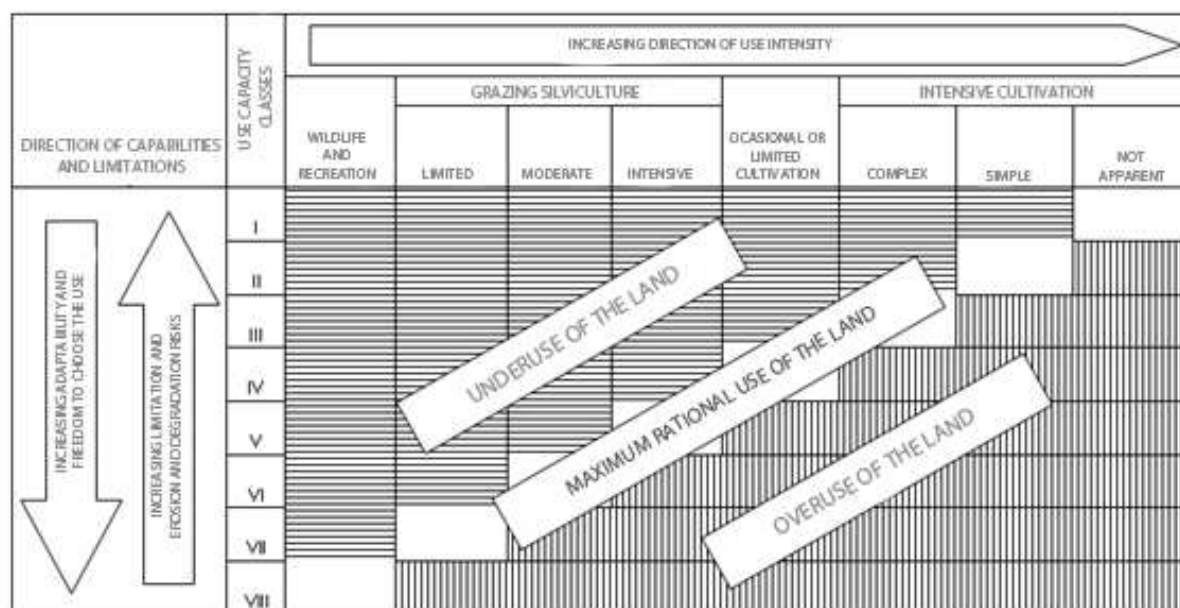 INCREASING DIRECTION OF USE INTENSITY
USE CAPACITY
CLASSES
GRAZING SILVICULTURE
INTENSIVE CULTIVATION
DIRECTION OF CAPABILITIES
AND LIMITATIONS
WILDLIFE
AND
RECREATION
LIMITED
MODERATE
INTENSIVE
OCASIONAL OR
LIMITED
CULTIVATION
COMPLEX
SIMPLE
NOT
APPARENT
I
II
III
IV
V
VI
VII
VIII
INCREASING ADAPTABILITY AND
FREEDOM TO CHOOSE THE USE
INCREASING LIMITATION AND
EROSION AND DEGRADATION RISKS
UNDERUSE OF THE LAND
MAXIMUM RATIONAL USE OF THE LAND
OVERUSE OF THE LAND